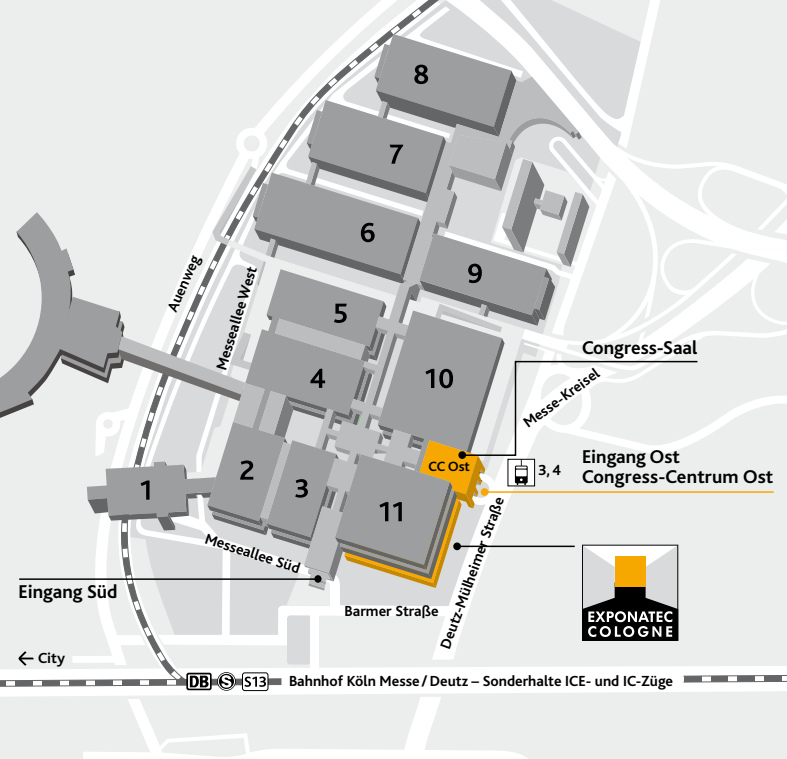 8
7
6
9
Auenweg
Messeallee West
5
Congress-Saal
4
10
Messe-Kreisel
Eingang Ost
Congress-Centrum Ost
CC Ost
3, 4
2
1
3
11
Messeallee Süd
Deutz-Mülheimer Straße
Eingang Süd
Barmer Straße
EXPONATEC
COLOGNE
← City
DB S S13 Bahnhof Köln Messe/Deutz – Sonderhalte ICE- und IC-Züge